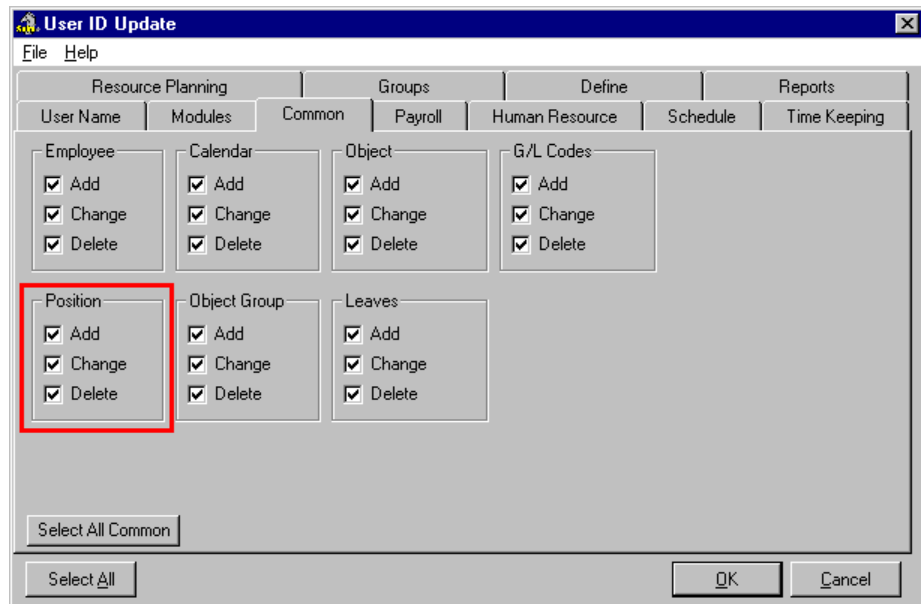 User ID Update
File Help
Resource Planning Groups Define Reports
User Name Modules Common Payroll Human Resource Schedule Time Keeping
Employee Calendar Object G/L Codes
Add Add Add Add
Change Change Change Change
Delete Delete Delete Delete
Position Object Group Leaves
Add Add Add
Change Change Change
Delete Delete Delete
Select All Common
Select All OK Cancel